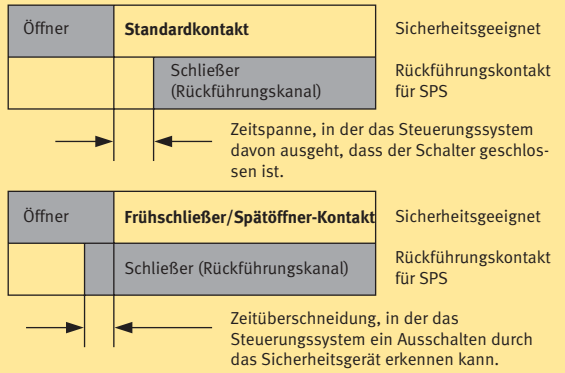 Öffner Standardkontakt Sicherheitsgeeignet
Schließer Rückführungskontakt
(Rückführungskanal) für SPS
Zeitspanne, in der das Steuerungssystem
davon ausgeht, dass der Schalter geschlos-
sen ist.
Öffner Frühschließer/Spätöffner-Kontakt Sicherheitsgeeignet
Schließer (Rückführungskanal) Rückführungskontakt
für SPS
Zeitüberschneidung, in der das
Steuerungssystem ein Ausschalten durch
das Sicherheitsgerät erkennen kann.